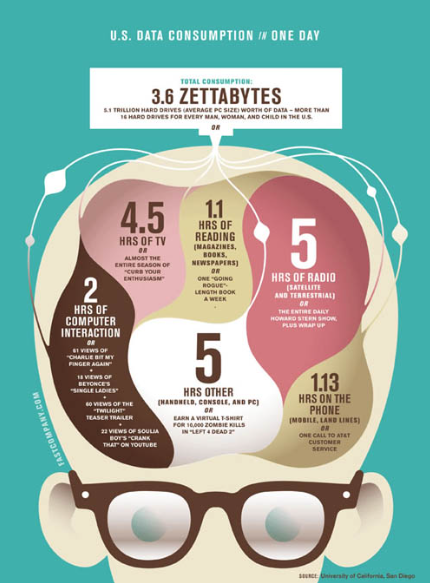 U.S. DATA CONSUMPTION IN ONE DAY
TOTAL CONSUMPTION:
3.6 ZETTABYTES
5.1 TRILLION HARD DRIVES (AVERAGE PC SIZE) WORTH OF DATA – MORE THAN
16 HARD DRIVES FOR EVERY MAN, WOMAN, AND CHILD IN THE U.S.
OR
4.5
HRS OF TV
OR
ALMOST THE
ENTIRE SEASON OF
"CURB YOUR
ENTHUSIASM"
1.1
HRS OF
READING
(MAGAZINES,
BOOKS,
NEWSPAPERS)
OR
ONE "GOING
ROGUE"-
LENGTH BOOK
A WEEK
5
HRS OF RADIO
(SATELLITE
AND TERRESTRIAL)
OR
THE ENTIRE DAILY
HOWARD STERN SHOW,
PLUS WRAP UP
2
HRS OF
COMPUTER
INTERACTION
OR
81 VIEWS OF
"CHARLIE BIT MY
FINGER AGAIN"
+
18 VIEWS OF
BEYONCE'S
"SINGLE LADIES"
+
60 VIEWS OF THE
"TWILIGHT"
TEASER TRAILER
+
22 VIEWS OF SOULJA
BOY'S "CRANK
THAT" ON YOUTUBE
5
HRS OTHER
(HANDHELD, CONSOLE, AND PC)
OR
EARN A VIRTUAL T-SHIRT
FOR 10,000 ZOMBIE KILLS
IN "LEFT 4 DEAD 2"
1.13
HRS ON THE
PHONE
(MOBILE, LAND LINES)
OR
ONE CALL TO AT&T
CUSTOMER
SERVICE
FASTCOMPANY.COM
SOURCE: University of California, San Diego